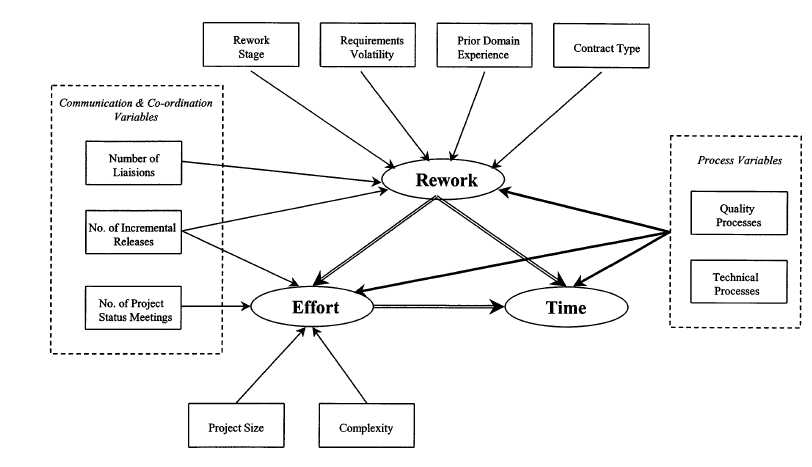 Rework
Stage
Requirements
Volatility
Prior Domain
Experience
Contract Type
Communication & Co-ordination
Variables
Number of
Liaisions
No. of Incremental
Releases
No. of Project
Status Meetings
Rework
Effort
Time
Process Variables
Quality
Processes
Technical
Processes
Project Size
Complexity